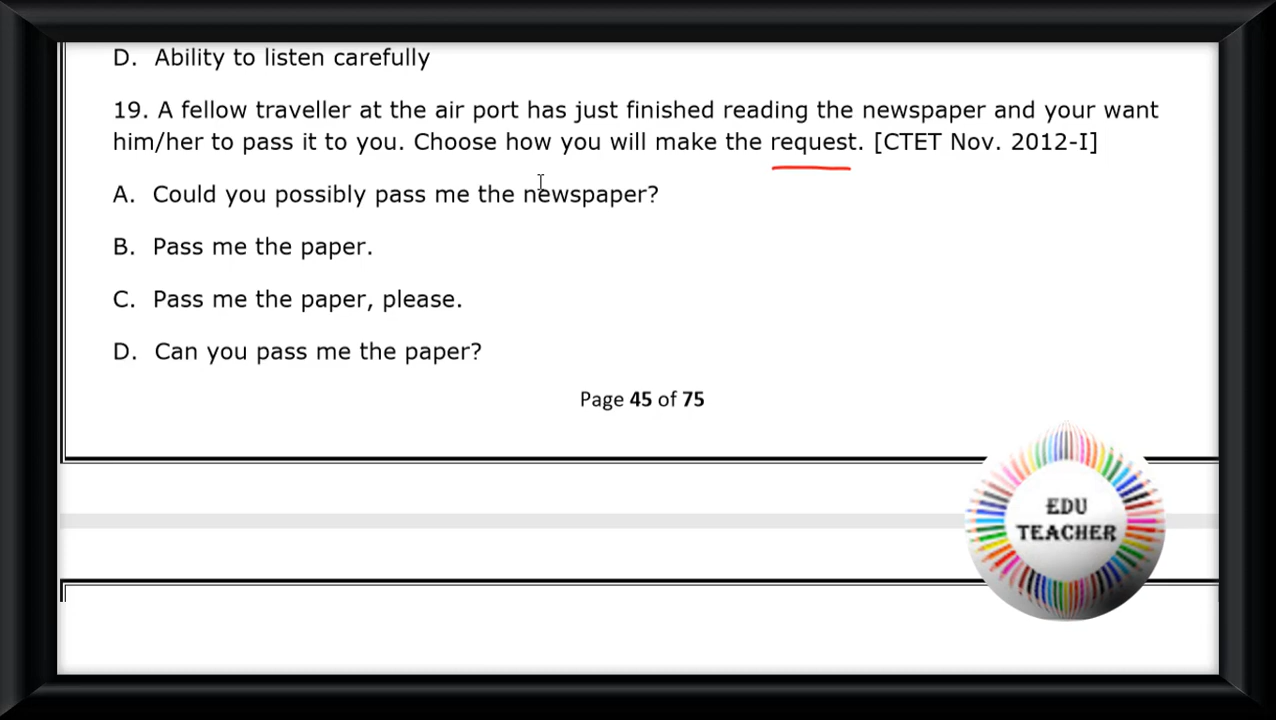 D. Ability to listen carefully
19. A fellow traveller at the air port has just finished reading the newspaper and your want
him/her to pass it to you. Choose how you will make the request. [CTET Nov. 2012-I]
A. Could you possibly pass me the newspaper?
B. Pass me the paper.
C. Pass me the paper, please.
D. Can you pass me the paper?
Page 45 of 75
EDU
TEACHER